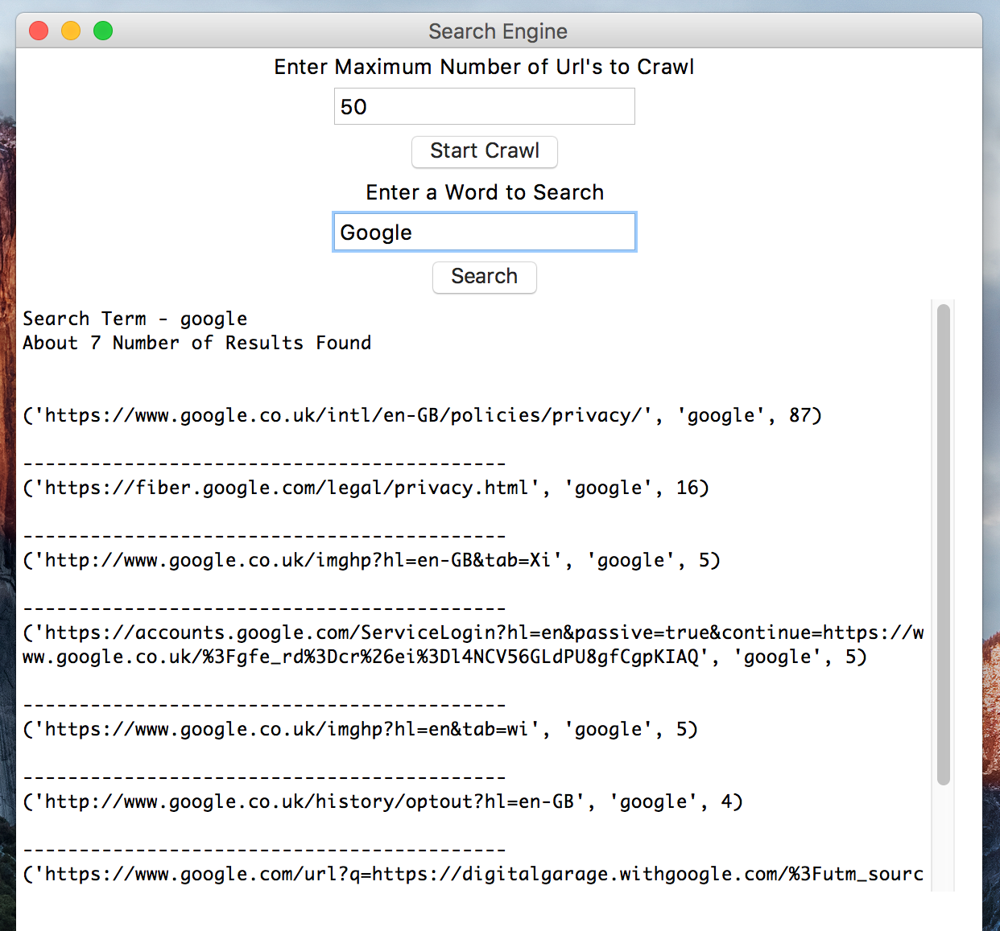 Search Engine
Enter Maximum Number of Url's to Crawl
50
Start Crawl
Enter a Word to Search
Google
Search
Search Term - google
About 7 Number of Results Found
('https://www.google.co.uk/intl/en-GB/policies/privacy/', 'google', 87)
-------------------------------------------
('https://fiber.google.com/legal/privacy.html', 'google', 16)
-------------------------------------------
('http://www.google.co.uk/imghp?hl=en-GB&tab=Xi', 'google', 5)
-------------------------------------------
('https://accounts.google.com/ServiceLogin?hl=en&passive=true&continue=https://w
ww.google.co.uk/%3Fgfe_rd%3Dcr%26ei%3Dl4NCV56GLdPU8gfCgpKIAQ', 'google', 5)
-------------------------------------------
('https://www.google.co.uk/imghp?hl=en&tab=wi', 'google', 5)
-------------------------------------------
('http://www.google.co.uk/history/optout?hl=en-GB', 'google', 4)
-------------------------------------------
('https://www.google.com/url?q=https://digitalgarage.withgoogle.com/%3Futm_sourc